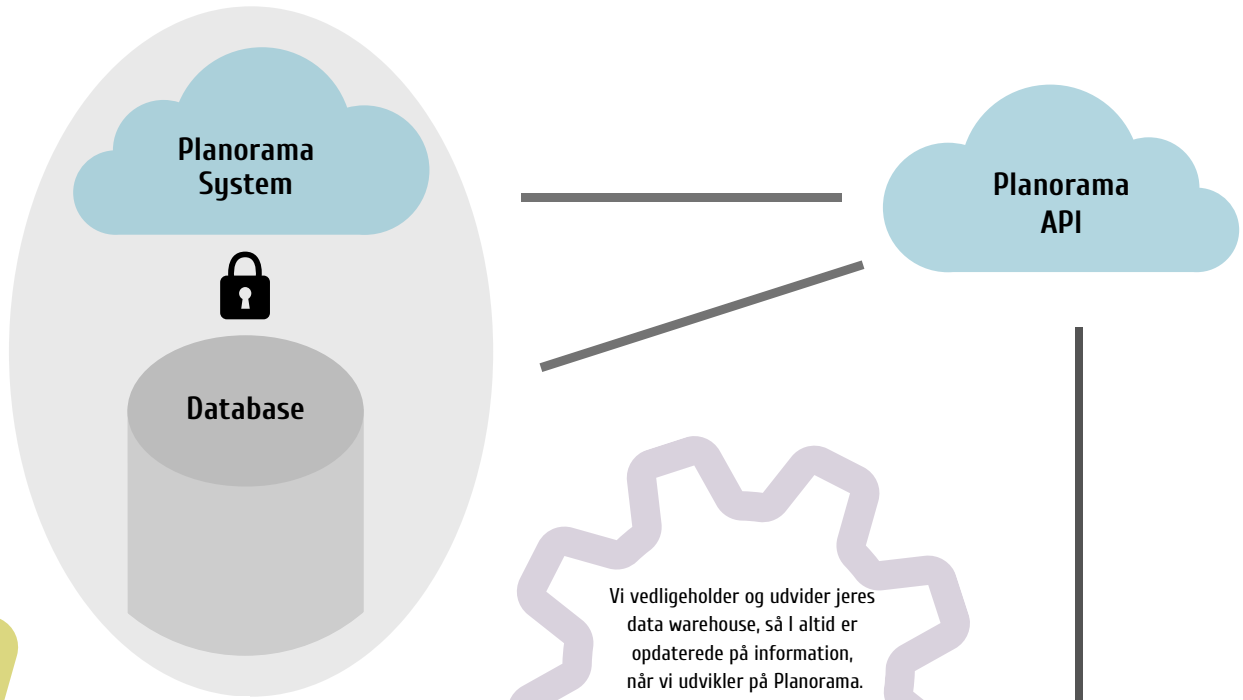 Planorama
System
Planorama
API
Database
Vi vedligeholder og udvider jeres
data warehouse, så I altid er
opdaterede på information,
når vi udvikler på Planorama.